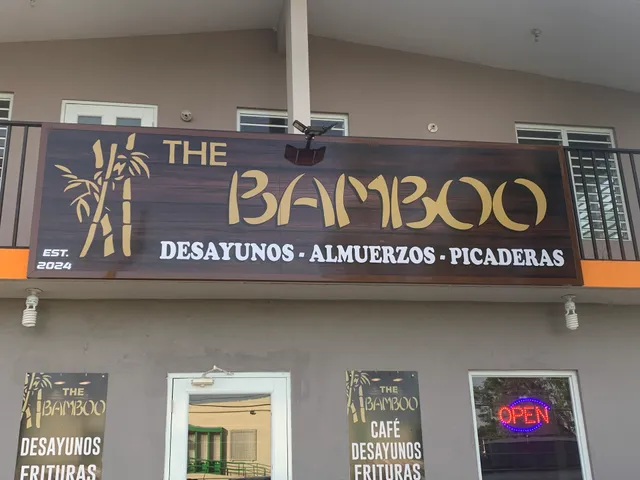 THE
BAMBOO
DESAYUNOS - ALMUERZOS - PICADERAS
EST.
2024
THE
BAMBOO
DESAYUNOS
FRITURAS
THE
BAMBOO
CAFÉ
DESAYUNOS
FRITURAS
OPEN